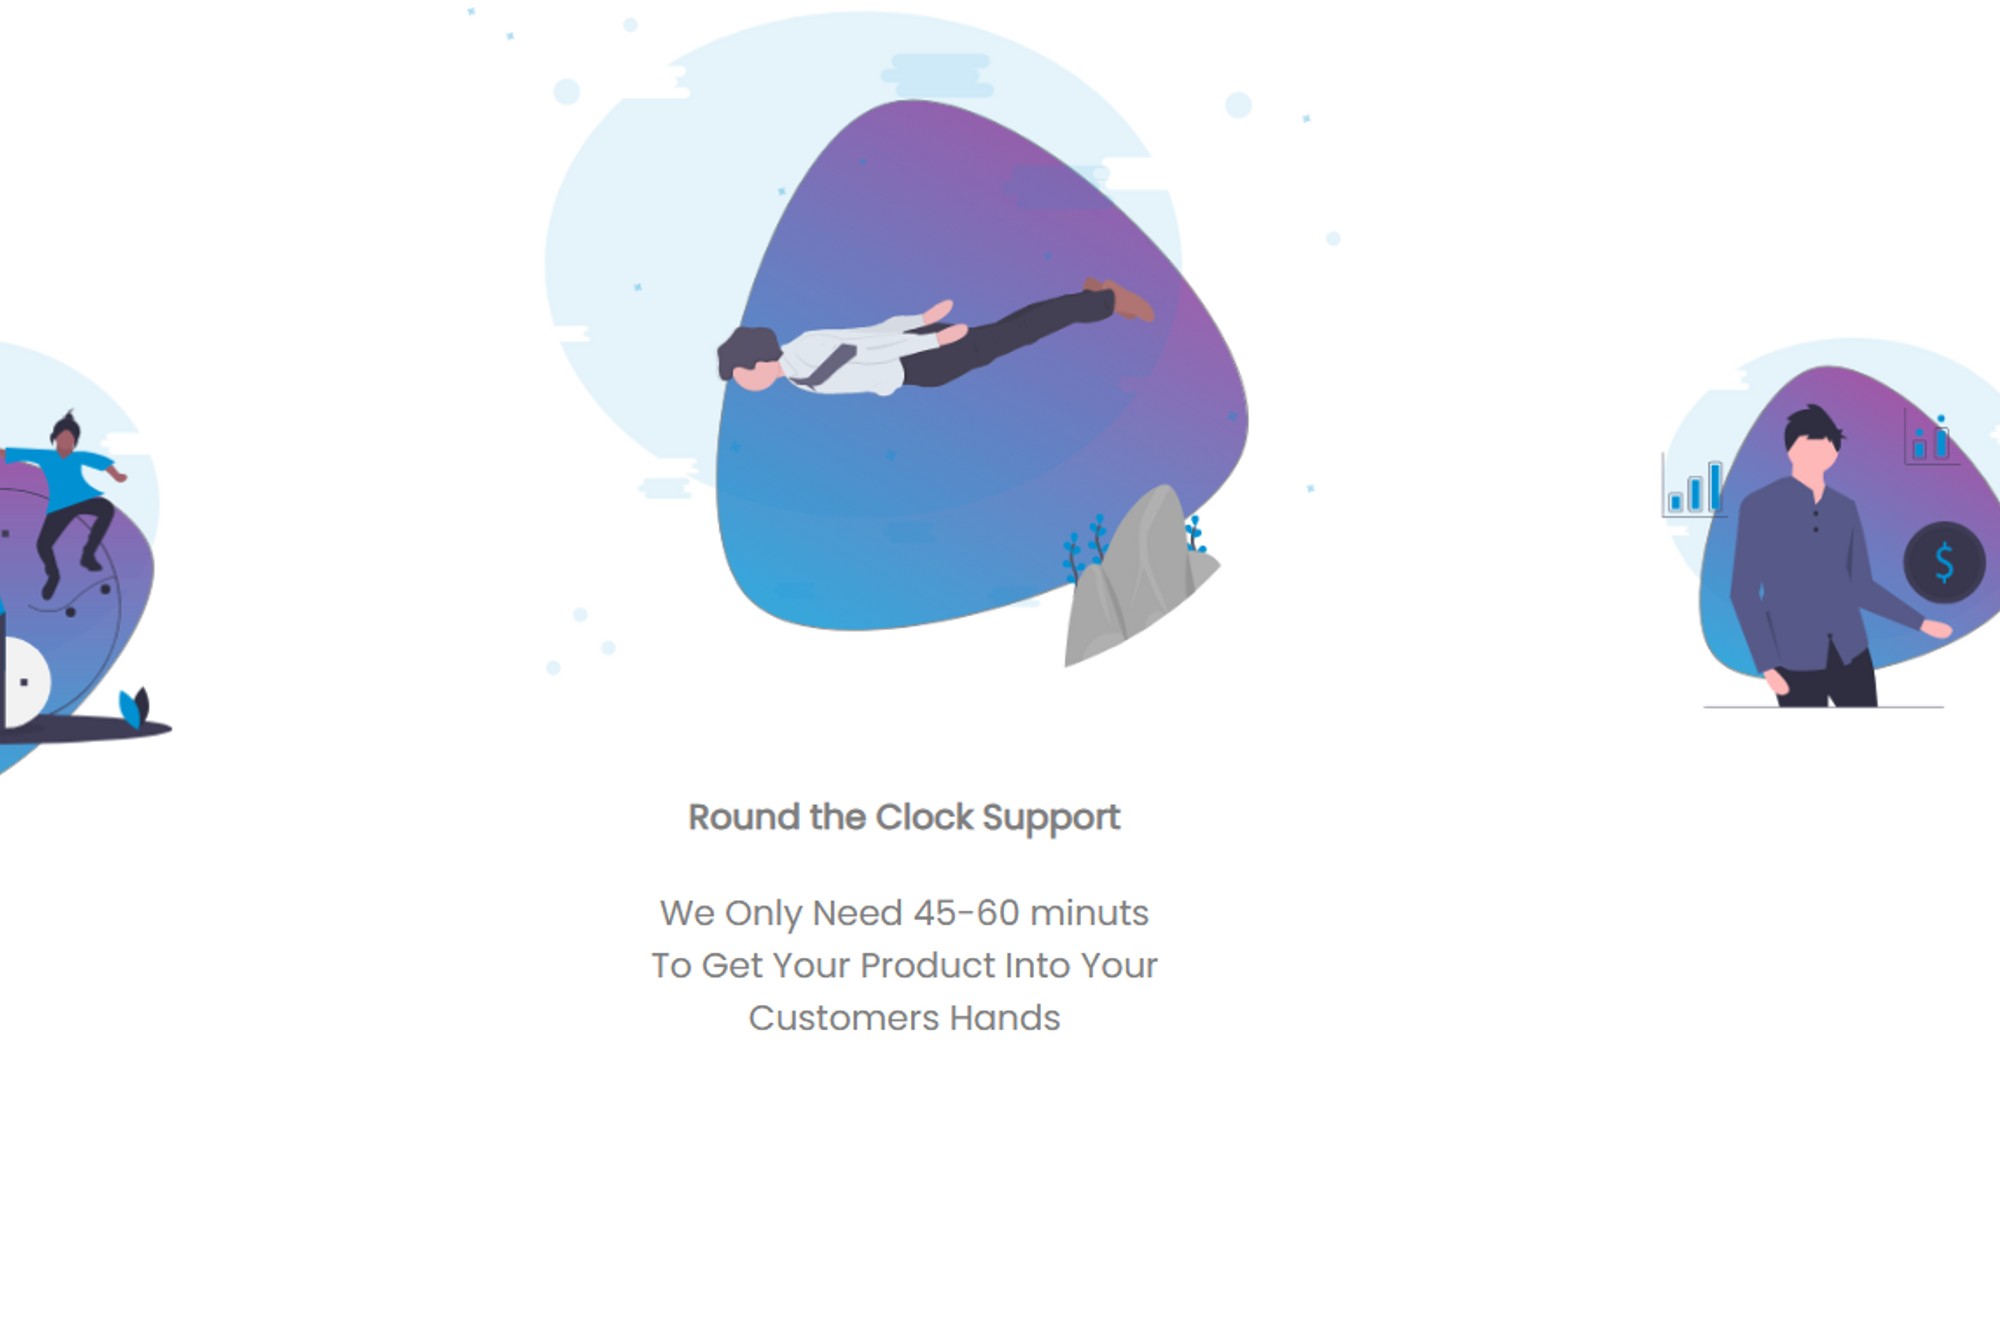 $
Round the Clock Support
We Only Need 45-60 minuts
To Get Your Product Into Your
Customers Hands